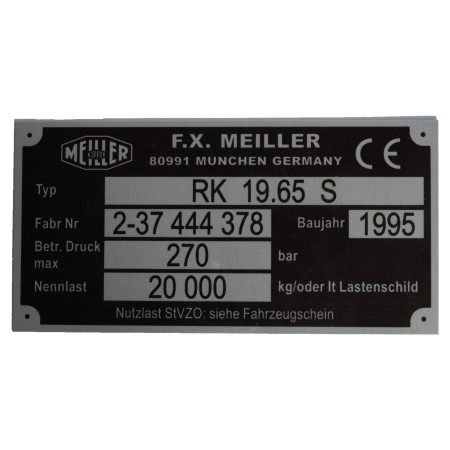 MEILLER
F.X. MEILLER
80991 MUNCHEN GERMANY
CE
Typ RK 19.65 S
Fabr Nr 2-37 444 378 Baujahr 1995
Betr. Druck max 270 bar
Nennlast 20 000 kg/oder lt Lastenschild
Nutzlast StVZO: siehe Fahrzeugschein